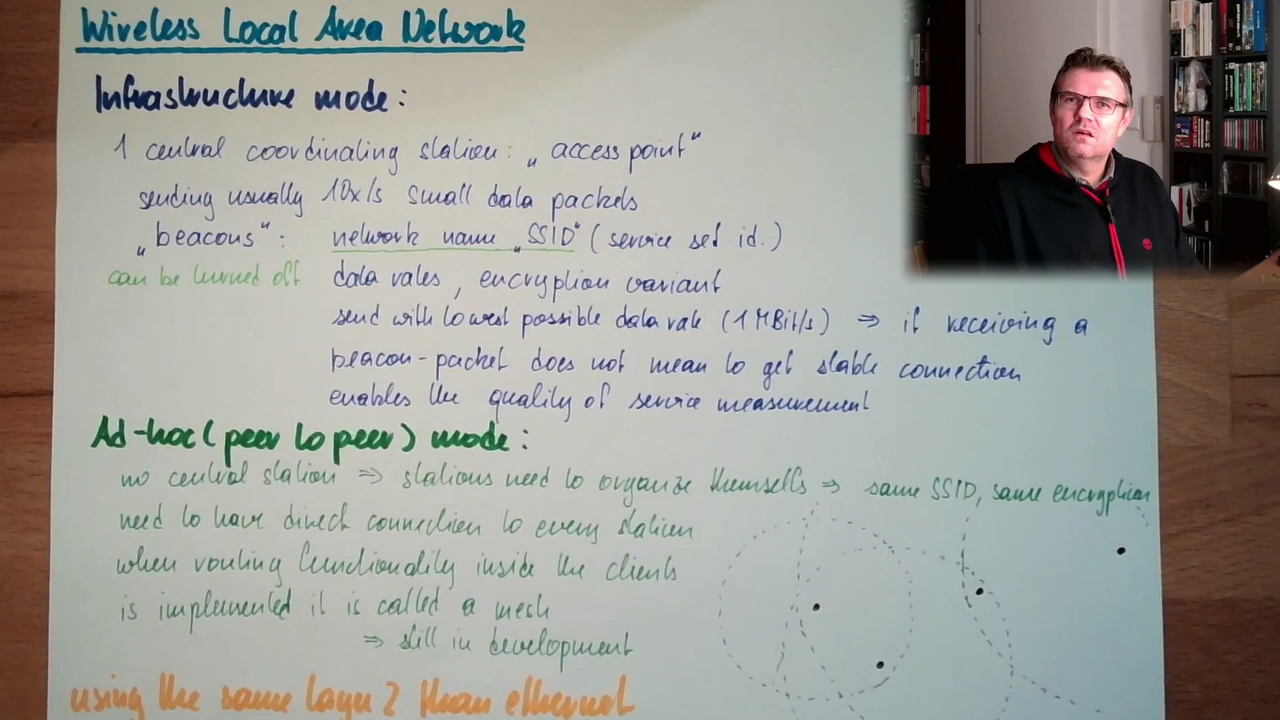 Wireless Local Area Network
Infrastructure mode:
1 central coordinating station: „access point"
sending usually 10x/s small data packets
„beacons": network name „SSID" (service set id.)
can be turned off data rates, encryption variant
send with lowest possible data rate (1 MBit/s) ⇒ if receiving a
beacon-packet does not mean to get stable connection
enables the quality of service measurement
Ad-hoc (peer to peer) mode:
no central station ⇒ stations need to organize themselfs ⇒ same SSID, same encryption
need to have direct connection to every station
when routing functionality inside the clients
is implemented it is called a mesh
⇒ still in development
using the same layer 2 than ethernet